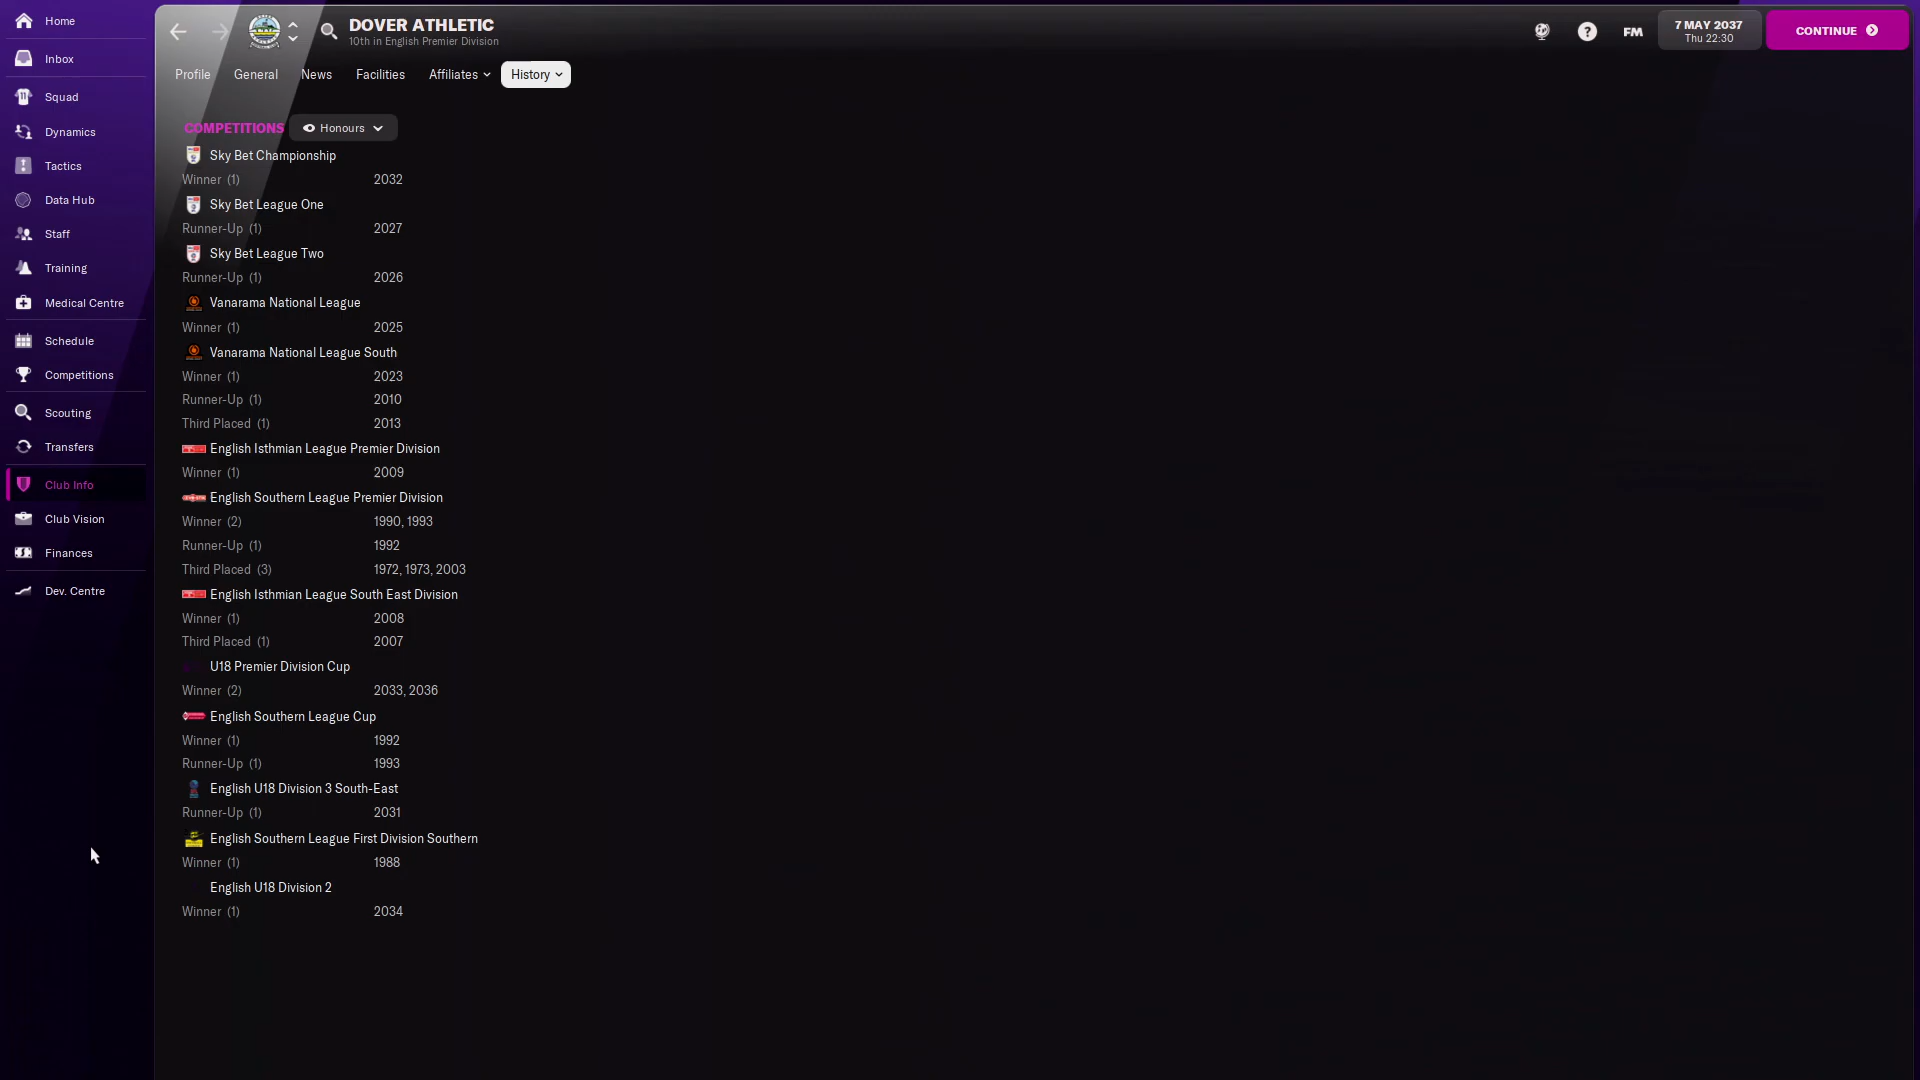 Home
Inbox
Squad
Dynamics
Tactics
Data Hub
Staff
Training
Medical Centre
Schedule
Competitions
Scouting
Transfers
Club Info
Club Vision
Finances
Dev. Centre
DOVER ATHLETIC
10th in English Premier Division
FM
7 MAY 2037
Thu 22:30
CONTINUE
Profile General News Facilities Affiliates History
COMPETITIONS Honours
Sky Bet Championship
Winner (1) 2032
Sky Bet League One
Runner-Up (1) 2027
Sky Bet League Two
Runner-Up (1) 2026
Vanarama National League
Winner (1) 2025
Vanarama National League South
Winner (1) 2023
Runner-Up (1) 2010
Third Placed (1) 2013
English Isthmian League Premier Division
Winner (1) 2009
English Southern League Premier Division
Winner (2) 1990, 1993
Runner-Up (1) 1992
Third Placed (3) 1972, 1973, 2003
English Isthmian League South East Division
Winner (1) 2008
Third Placed (1) 2007
U18 Premier Division Cup
Winner (2) 2033, 2036
English Southern League Cup
Winner (1) 1992
Runner-Up (1) 1993
English U18 Division 3 South-East
Runner-Up (1) 2031
English Southern League First Division Southern
Winner (1) 1988
English U18 Division 2
Winner (1) 2034